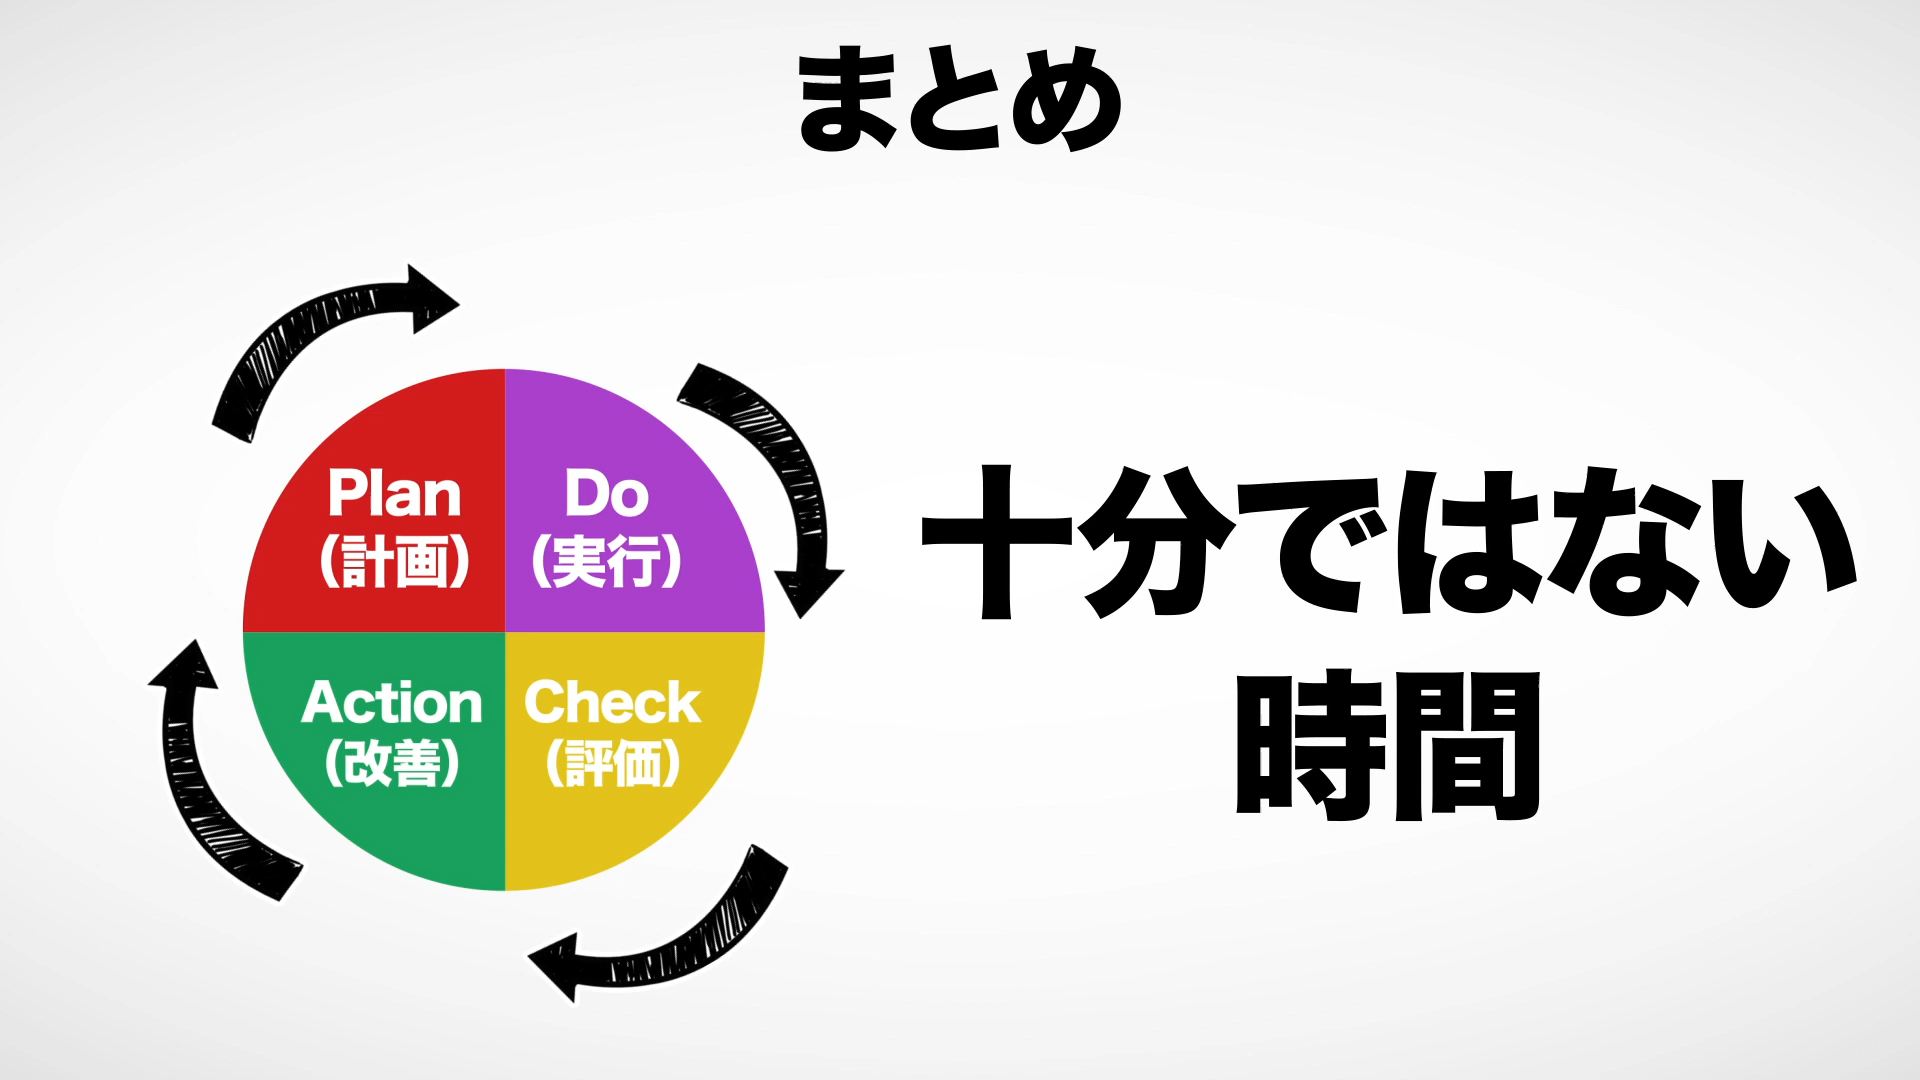 まとめ
Plan
（計画）
Do
（実行）
Action
（改善）
Check
（評価）
十分ではない
時間